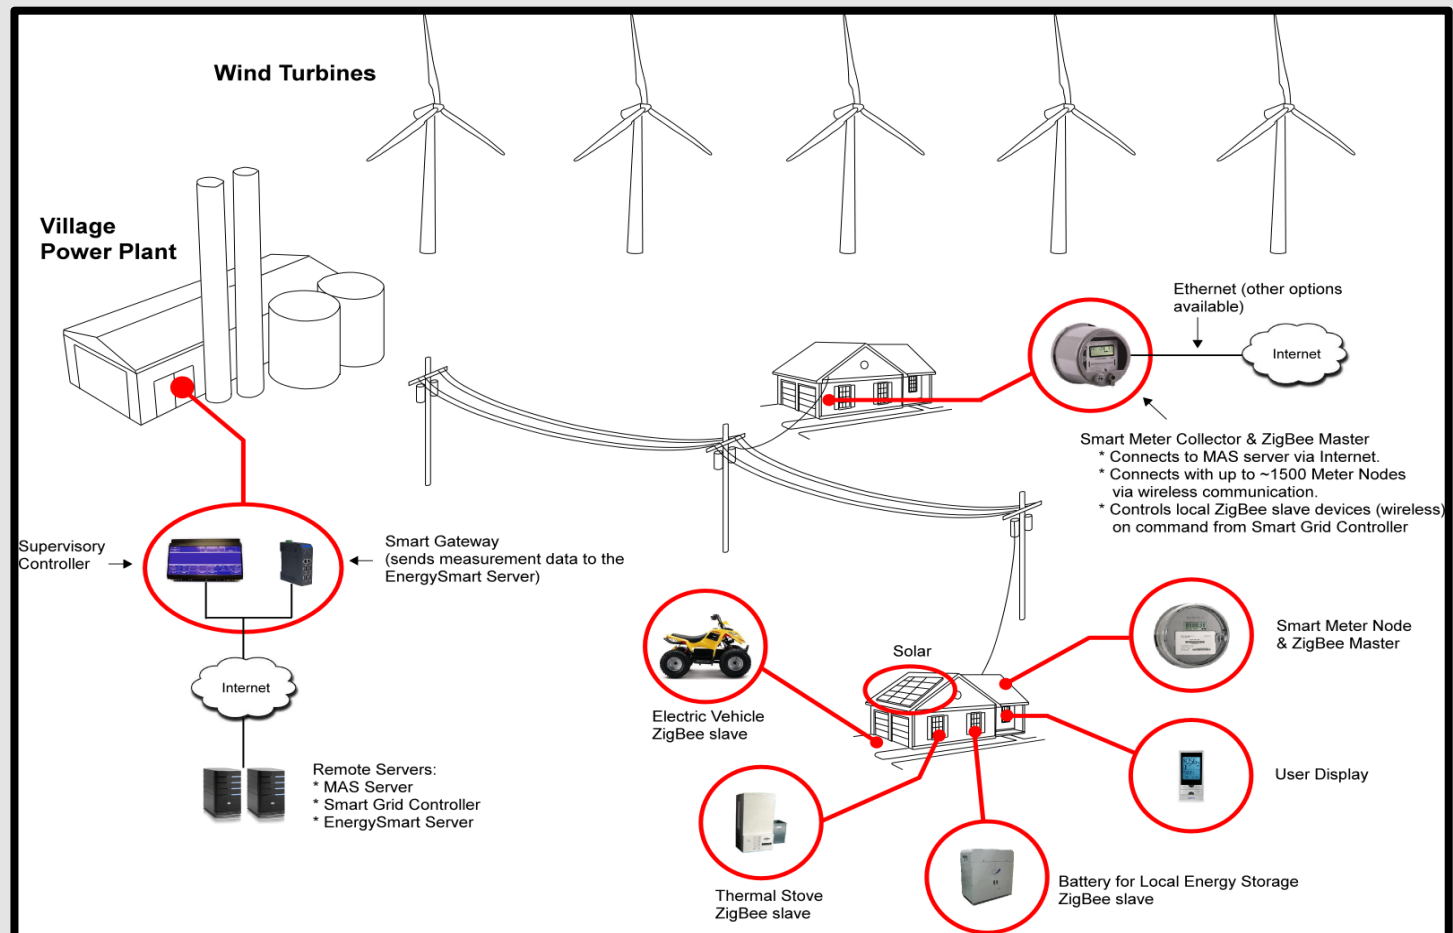 Wind Turbines
Village
Power Plant
Ethernet (other options
available)
Internet
Smart Meter Collector & ZigBee Master
* Connects to MAS server via Internet.
* Connects with up to ~1500 Meter Nodes
via wireless communication.
* Controls local ZigBee slave devices (wireless)
on command from Smart Grid Controller
Supervisory
Controller
Smart Gateway
(sends measurement data to the
EnergySmart Server)
Internet
Remote Servers:
* MAS Server
* Smart Grid Controller
* EnergySmart Server
Solar
Electric Vehicle
ZigBee slave
Smart Meter Node
& ZigBee Master
User Display
Thermal Stove
ZigBee slave
Battery for Local Energy Storage
ZigBee slave